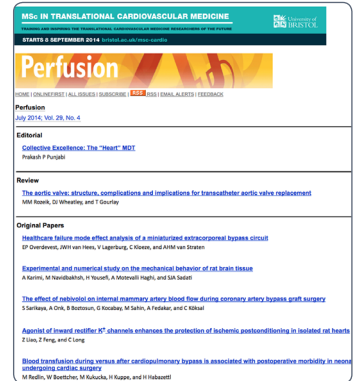 MSc IN TRANSLATIONAL CARDIOVASCULAR MEDICINE
TRAINING AND INSPIRING THE TRANSLATIONAL CARDIOVASCULAR MEDICINE RESEARCHERS OF THE FUTURE
University of
BRISTOL
STARTS 8 SEPTEMBER 2014 bristol.ac.uk/msc-cardio
Perfusion
HOME | ONLINEFIRST | ALL ISSUES | SUBSCRIBE | RSS RSS | EMAIL ALERTS | FEEDBACK
Perfusion
July 2014; Vol. 29, No. 4
Editorial
Collective Excellence: The "Heart" MDT
Prakash P Punjabi
Review
The aortic valve: structure, complications and implications for transcatheter aortic valve replacement
MM Rozeik, DJ Wheatley, and T Gourlay
Original Papers
Healthcare failure mode effect analysis of a miniaturized extracorporeal bypass circuit
EP Overdevest, JWH van Hees, V Lagerburg, C Kloeze, and AHM van Straten
Experimental and numerical study on the mechanical behavior of rat brain tissue
A Karimi, M Navidbakhsh, H Yousefi, A Motevalli Haghi, and SJA Sadati
The effect of nebivolol on internal mammary artery blood flow during coronary artery bypass graft surgery
S Sarikaya, A Onk, B Boztosun, G Kocabay, M Sahin, A Fedakar, and C Köksal
Agonist of inward rectifier K+ channels enhances the protection of ischemic postconditioning in isolated rat hearts
Z Liao, Z Feng, and C Long
Blood transfusion during versus after cardiopulmonary bypass is associated with postoperative morbidity in neona
undergoing cardiac surgery
M Redlin, W Boettcher, M Kukucka, H Kuppe, and H Habazettl